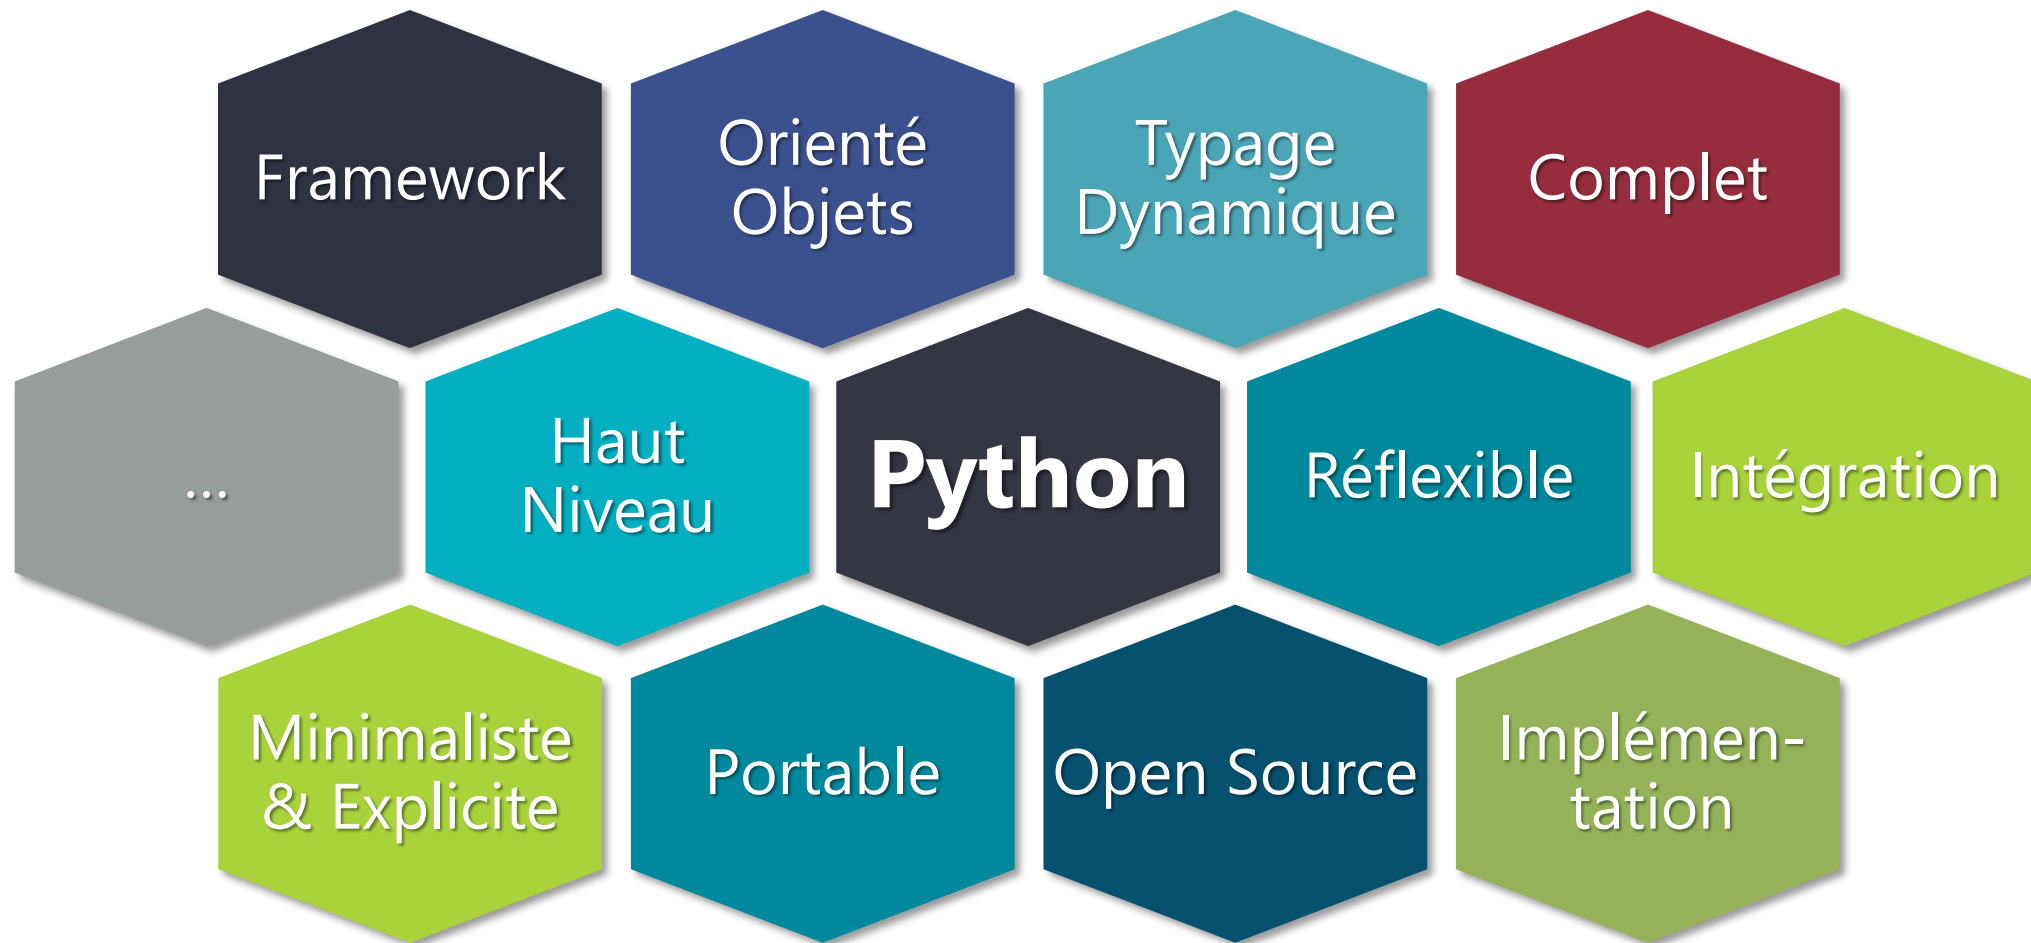 Framework
Orienté
Objets
Typage
Dynamique
Complet
...
Haut
Niveau
Python
Réflexible
Intégration
Minimaliste
& Explicite
Portable
Open Source
Implémen-
tation